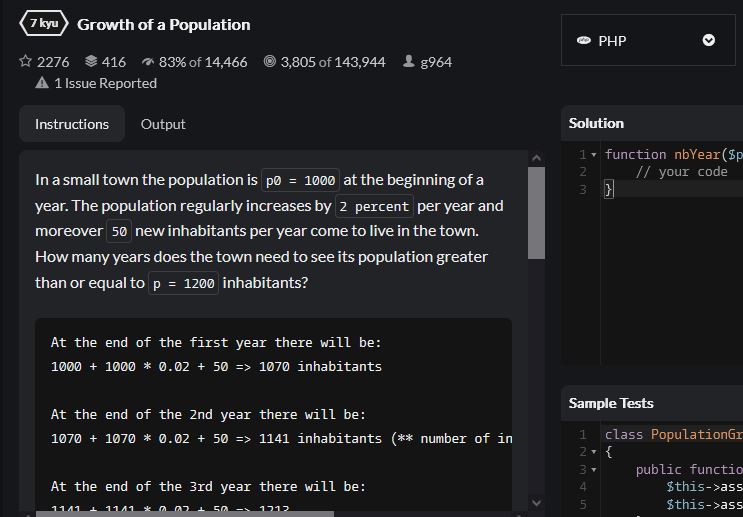 7 kyu Growth of a Population
2276 416 83% of 14,466 3,805 of 143,944 g964
1 Issue Reported
Instructions Output
In a small town the population is p0 = 1000 at the beginning of a
year. The population regularly increases by 2 percent per year and
moreover 50 new inhabitants per year come to live in the town.
How many years does the town need to see its population greater
than or equal to p = 1200 inhabitants?
At the end of the first year there will be:
1000 + 1000 * 0.02 + 50 => 1070 inhabitants
At the end of the 2nd year there will be:
1070 + 1070 * 0.02 + 50 => 1141 inhabitants (** number of in
At the end of the 3rd year there will be:
1141 + 1141 * 0.02 + 50 => 1213
php PHP
Solution
1 function nbYear($p
2 // your code
3 }
Sample Tests
1 class PopulationGr
2 {
3 public functio
4 $this->ass
5 $this->ass